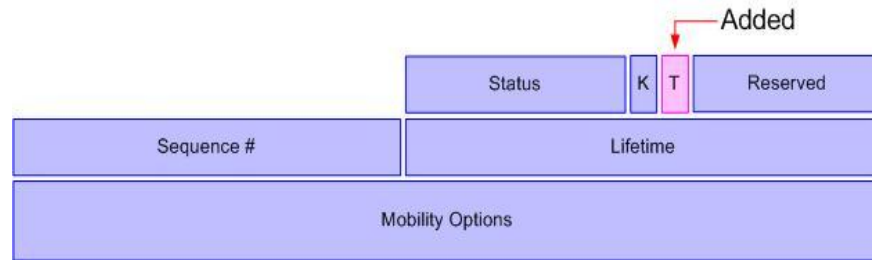 Added
Status K T Reserved
Sequence # Lifetime
Mobility Options